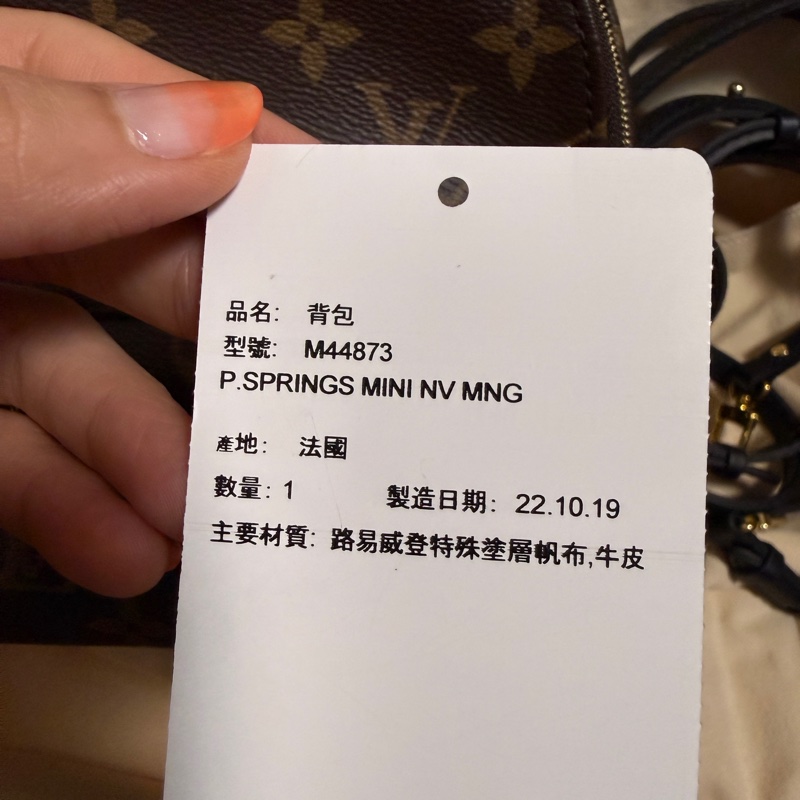 品名: 背包
型號: M44873
P.SPRINGS MINI NV MNG
產地: 法國
數量: 1 製造日期: 22.10.19
主要材質: 路易威登特殊塗層帆布,牛皮